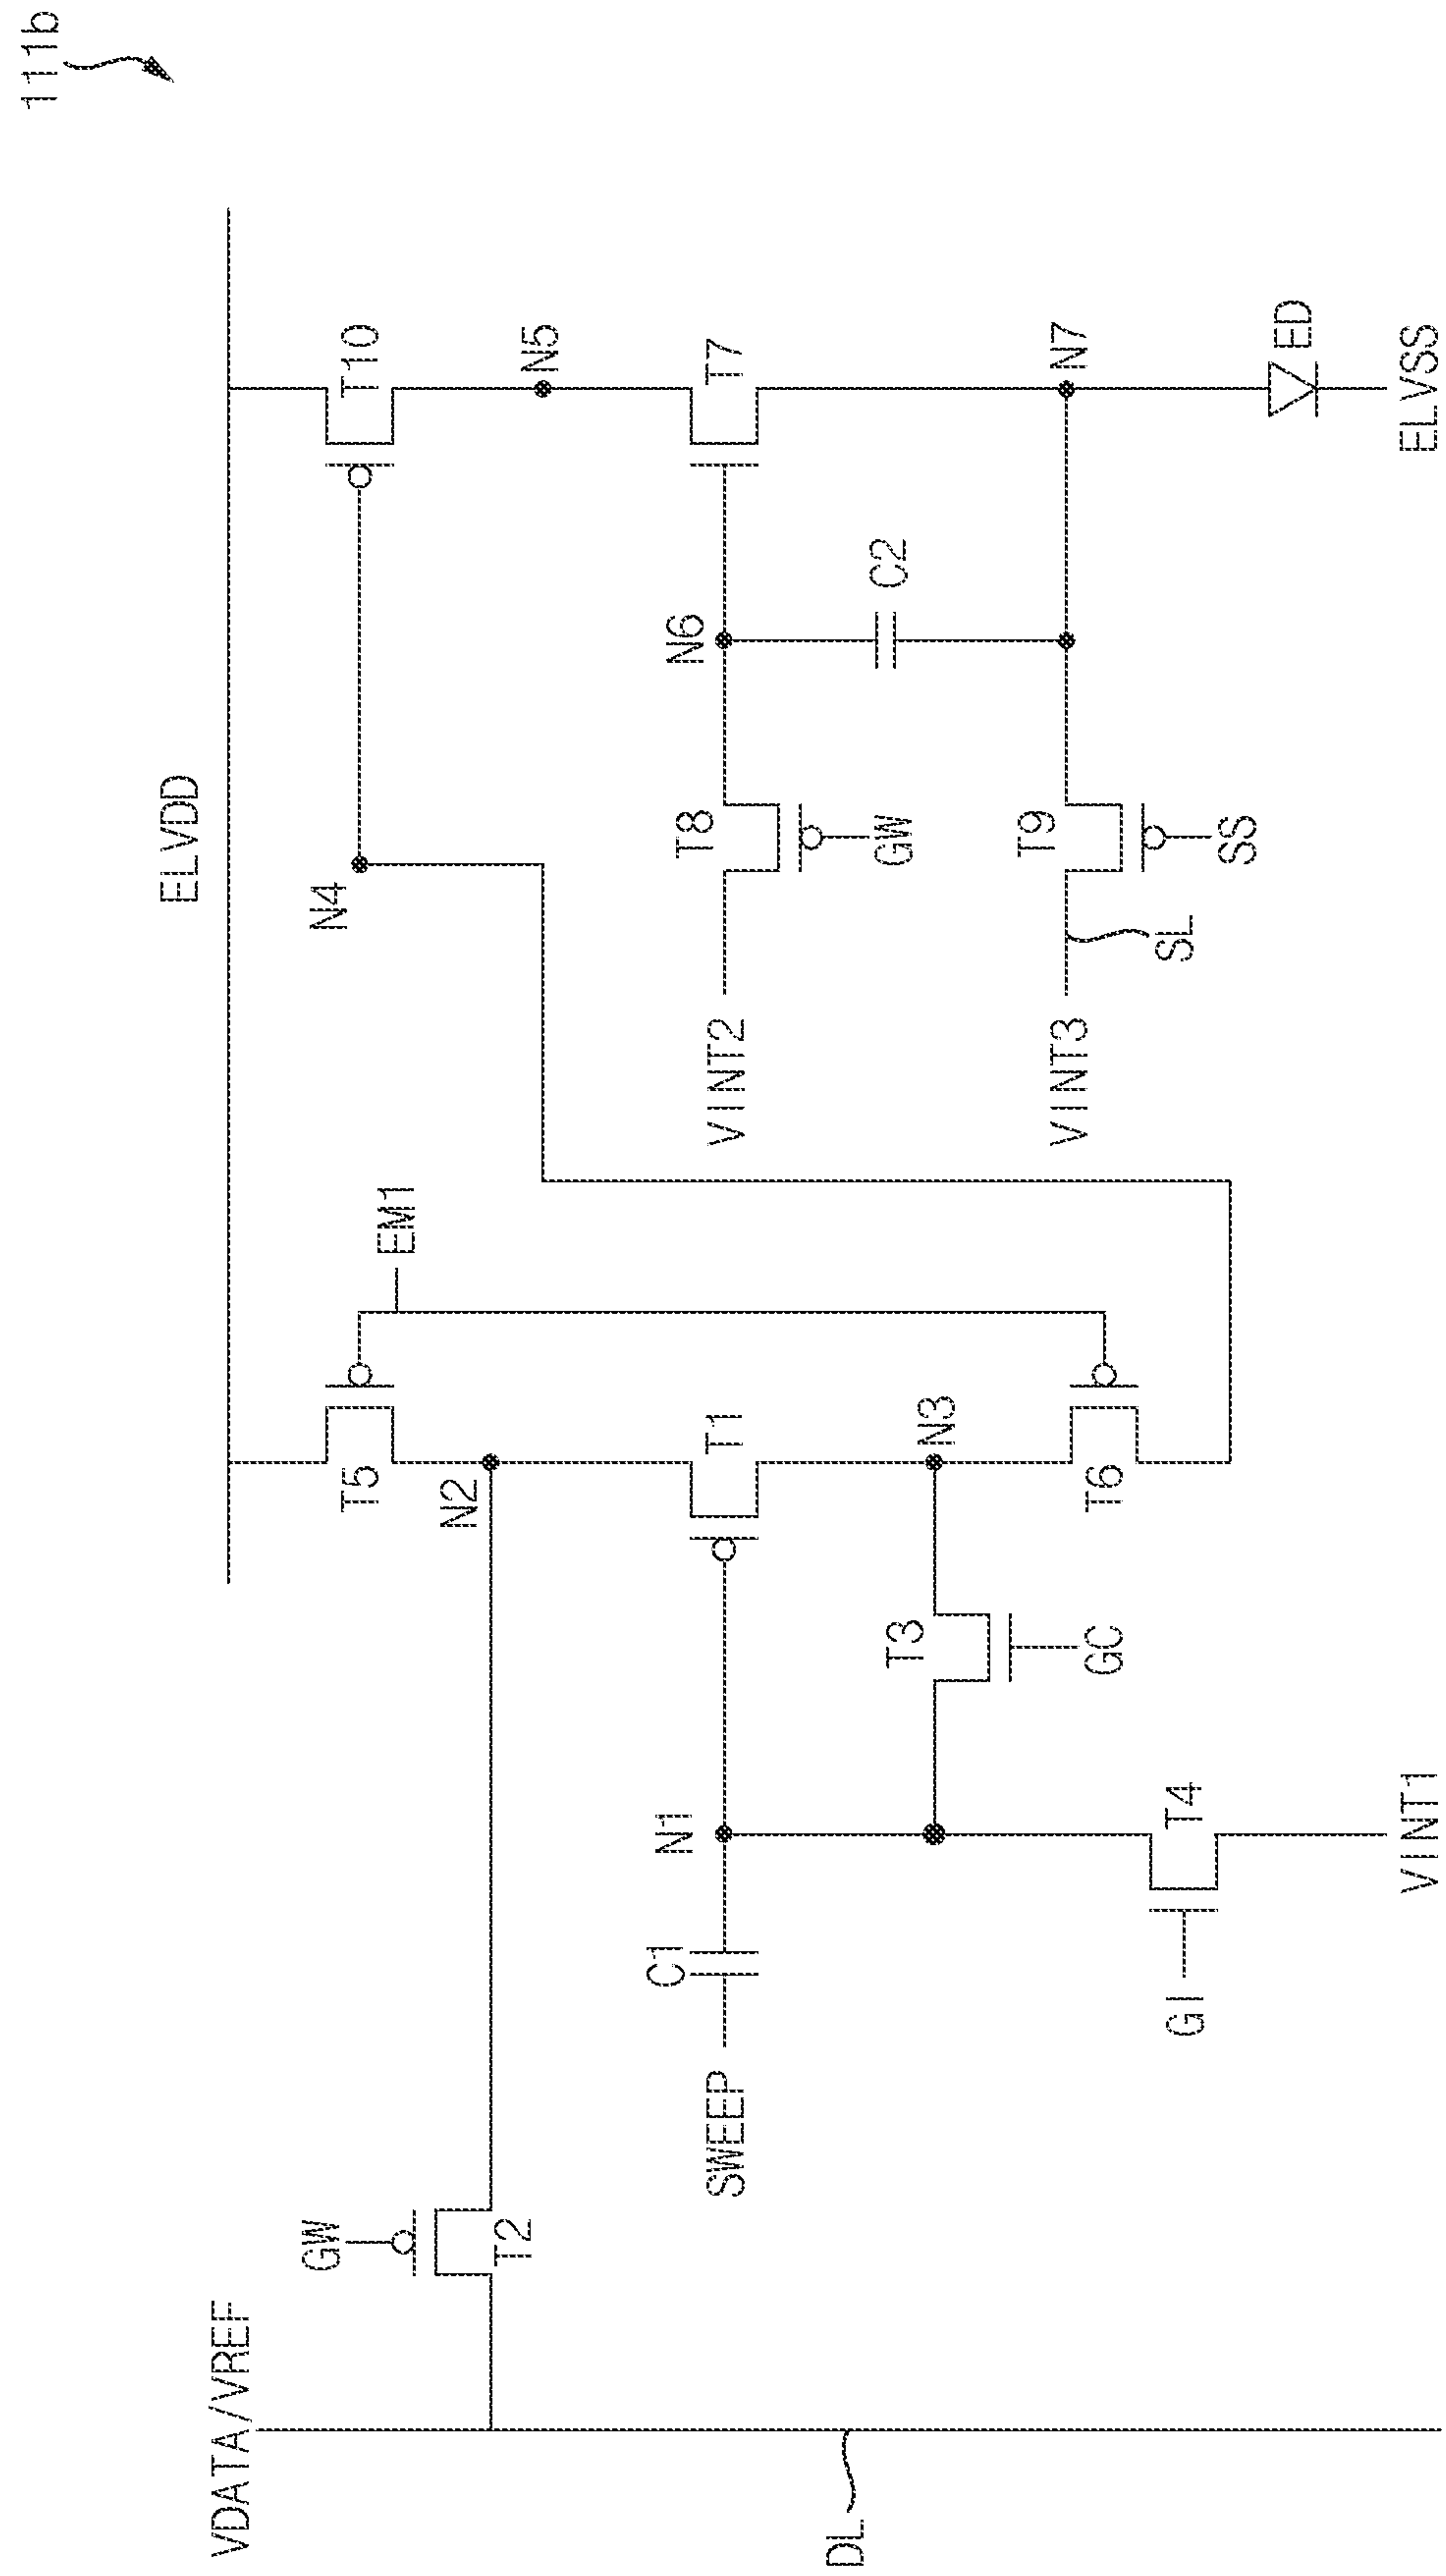 111b
ELVDD
VDATA/VREF
GW
T2
T5
EM1
N4
T10
N2
N5
SWEEP
C1
N1
T1
VINT2
T8
GW
N6
T7
C2
T3
GC
N3
DL
VINT3
SL
T9
SS
N7
GI
T4
T6
ED
VINT1
ELVSS